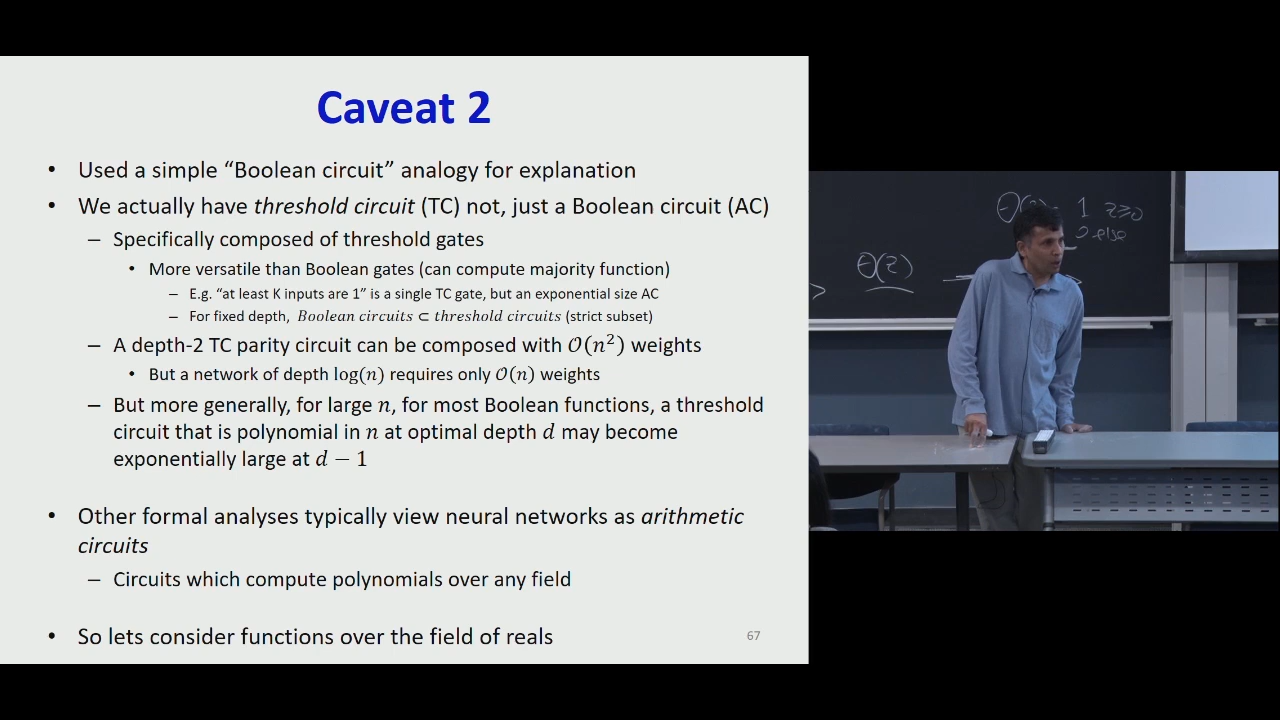 Caveat 2
• Used a simple “Boolean circuit” analogy for explanation
• We actually have threshold circuit (TC) not, just a Boolean circuit (AC)
– Specifically composed of threshold gates
• More versatile than Boolean gates (can compute majority function)
– E.g. “at least K inputs are 1” is a single TC gate, but an exponential size AC
– For fixed depth, Boolean circuits ⊂ threshold circuits (strict subset)
– A depth-2 TC parity circuit can be composed with 𝒪(n²) weights
• But a network of depth log(n) requires only 𝒪(n) weights
– But more generally, for large n, for most Boolean functions, a threshold
circuit that is polynomial in n at optimal depth d may become
exponentially large at d − 1
• Other formal analyses typically view neural networks as arithmetic
circuits
– Circuits which compute polynomials over any field
• So lets consider functions over the field of reals
67
1 z≥0
0 else
Θ(z)